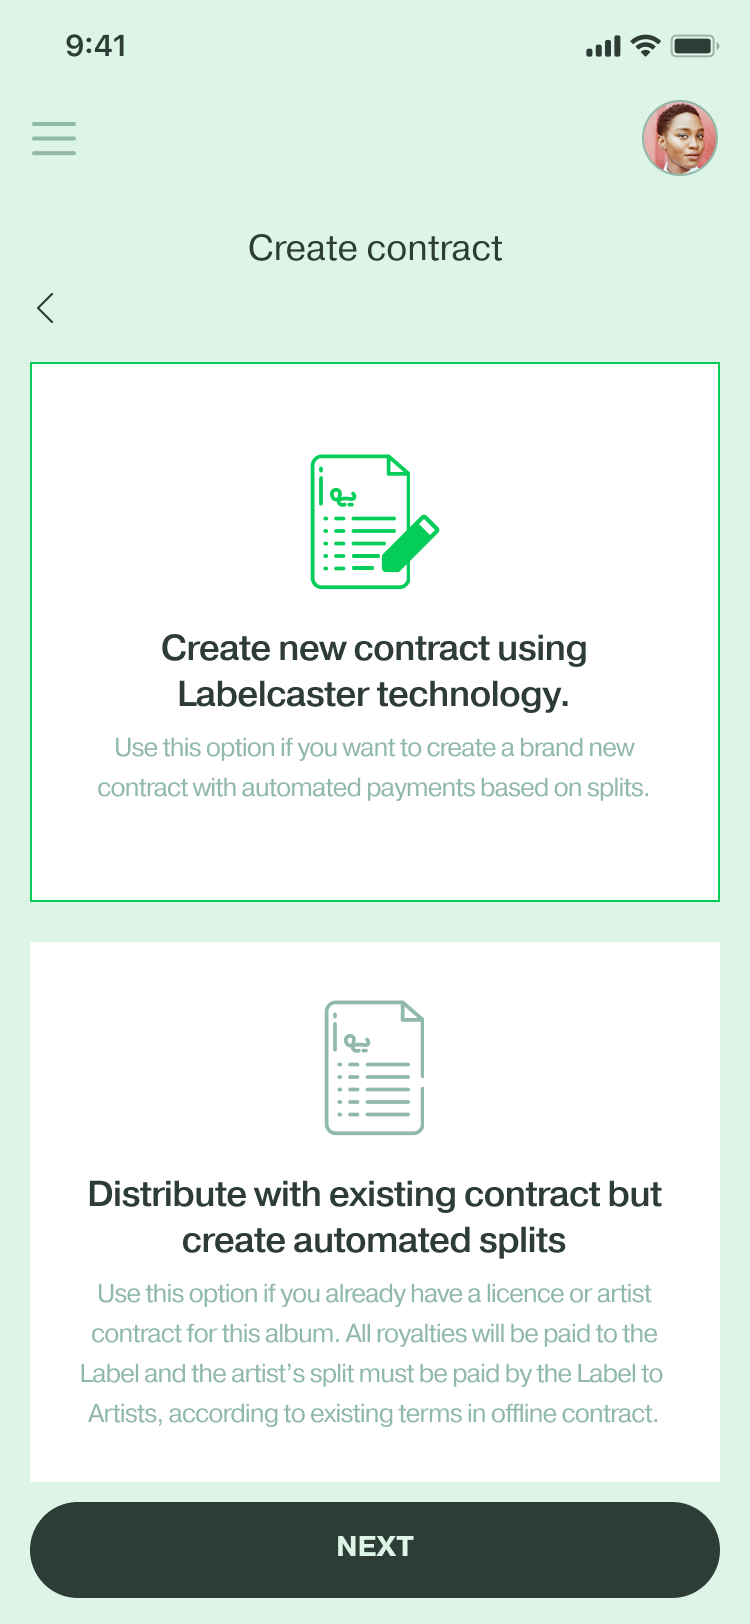 9:41
Create contract
Create new contract using
Labelcaster technology.
Use this option if you want to create a brand new
contract with automated payments based on splits.
Distribute with existing contract but
create automated splits
Use this option if you already have a licence or artist
contract for this album. All royalties will be paid to the
Label and the artist’s split must be paid by the Label to
Artists, according to existing terms in offline contract.
NEXT